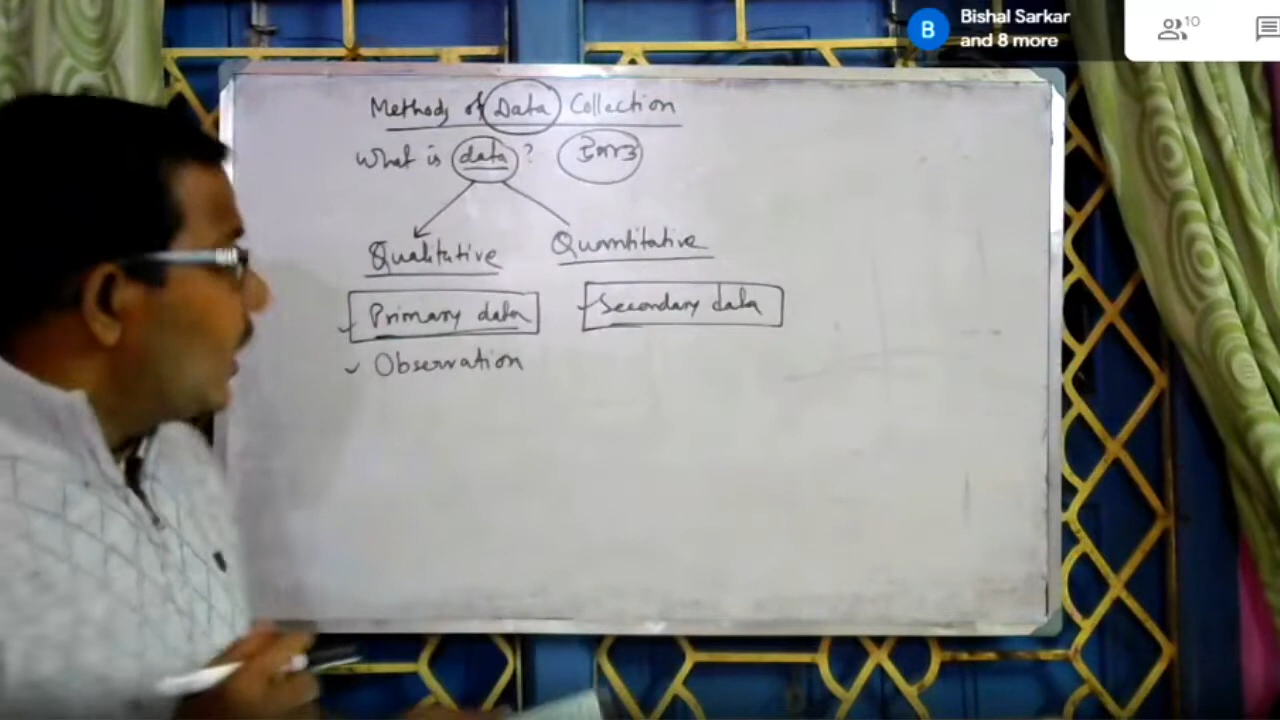 B Bishal Sarkar
and 8 more
10
Methods of Data Collection
What is data?
Qualitative Quantitative
Primary data Secondary data
Observation